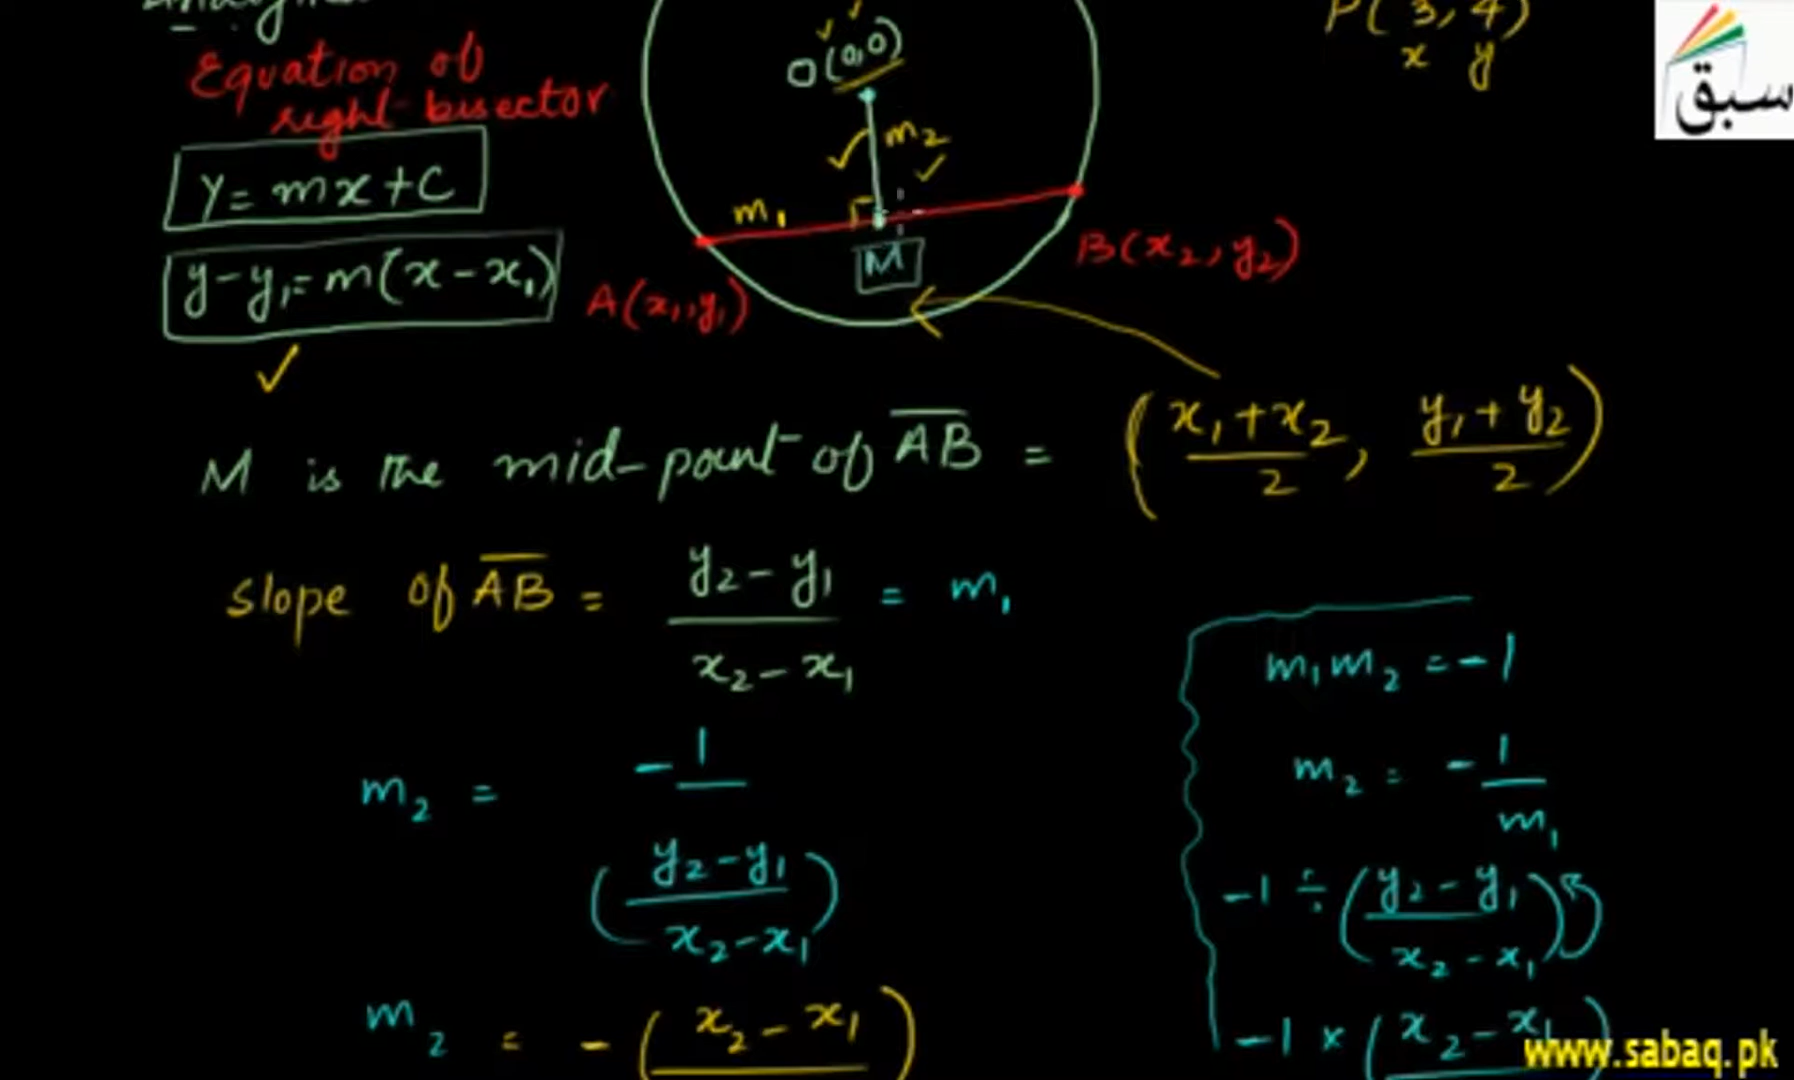 Equation of
right bisector
y = mx + c
y - y₁ = m(x - x₁)
✓
O(0,0)
m₂
m₁
M
A(x₁, y₁)
B(x₂, y₂)
P(3, 4)
x y
سبق
M is the mid-point of A̅B̅ = ((x₁ + x₂)/2, (y₁ + y₂)/2)
slope of A̅B̅ = (y₂ - y₁)/(x₂ - x₁) = m₁
m₂ = -1/((y₂ - y₁)/(x₂ - x₁))
m₂ = -(x₂ - x₁)
m₁m₂ = -1
m₂ = -1/m₁
-1 ÷ ((y₂ - y₁)/(x₂ - x₁))
-1 × (x₂ - x₁)
www.sabaq.pk